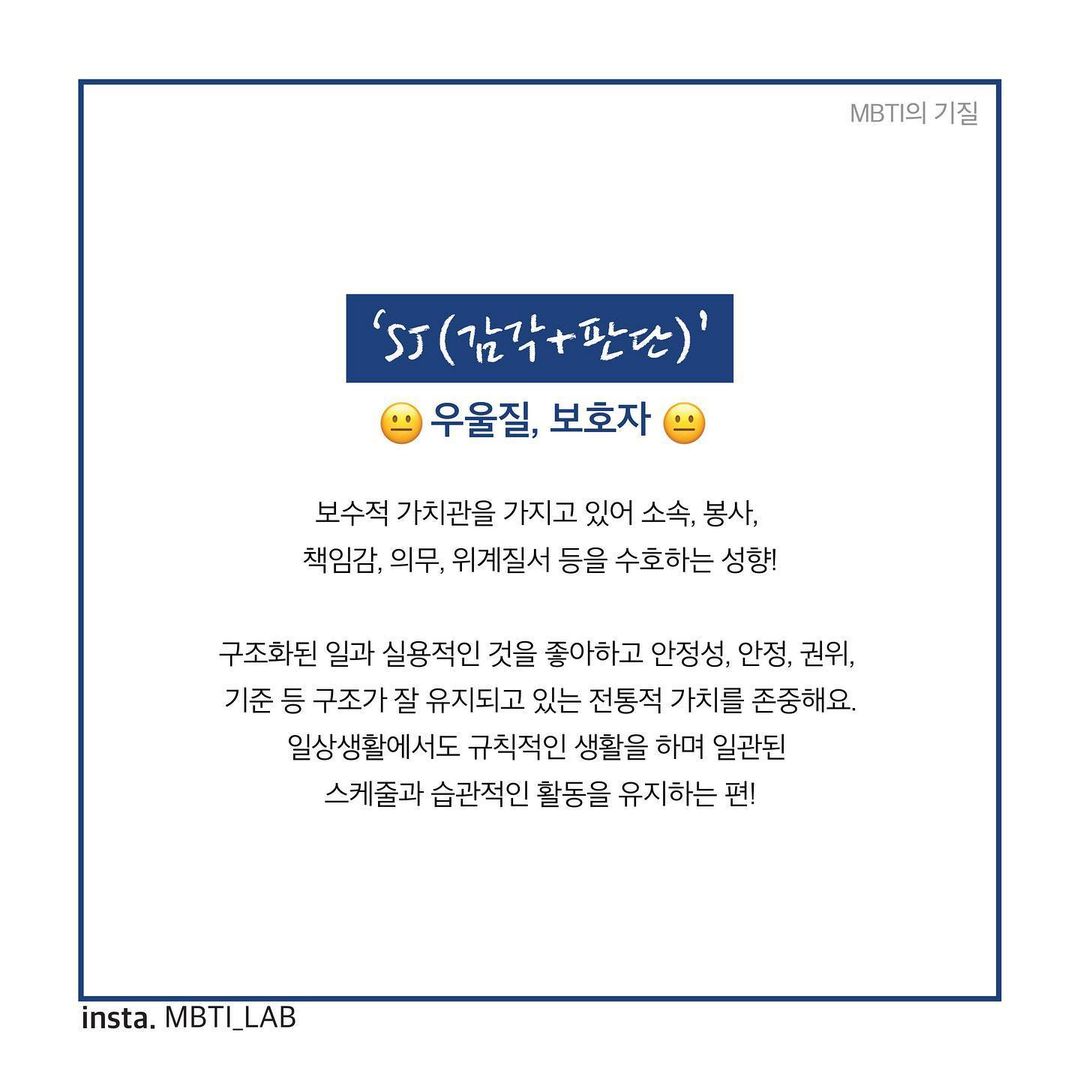 MBTI의 기질
'SJ(감각+판단)'
😐 우울질, 보호자 😐
보수적 가치관을 가지고 있어 소속, 봉사,
책임감, 의무, 위계질서 등을 수호하는 성향!
구조화된 일과 실용적인 것을 좋아하고 안정성, 안정, 권위,
기준 등 구조가 잘 유지되고 있는 전통적 가치를 존중해요.
일상생활에서도 규칙적인 생활을 하며 일관된
스케줄과 습관적인 활동을 유지하는 편!
insta. MBTI_LAB